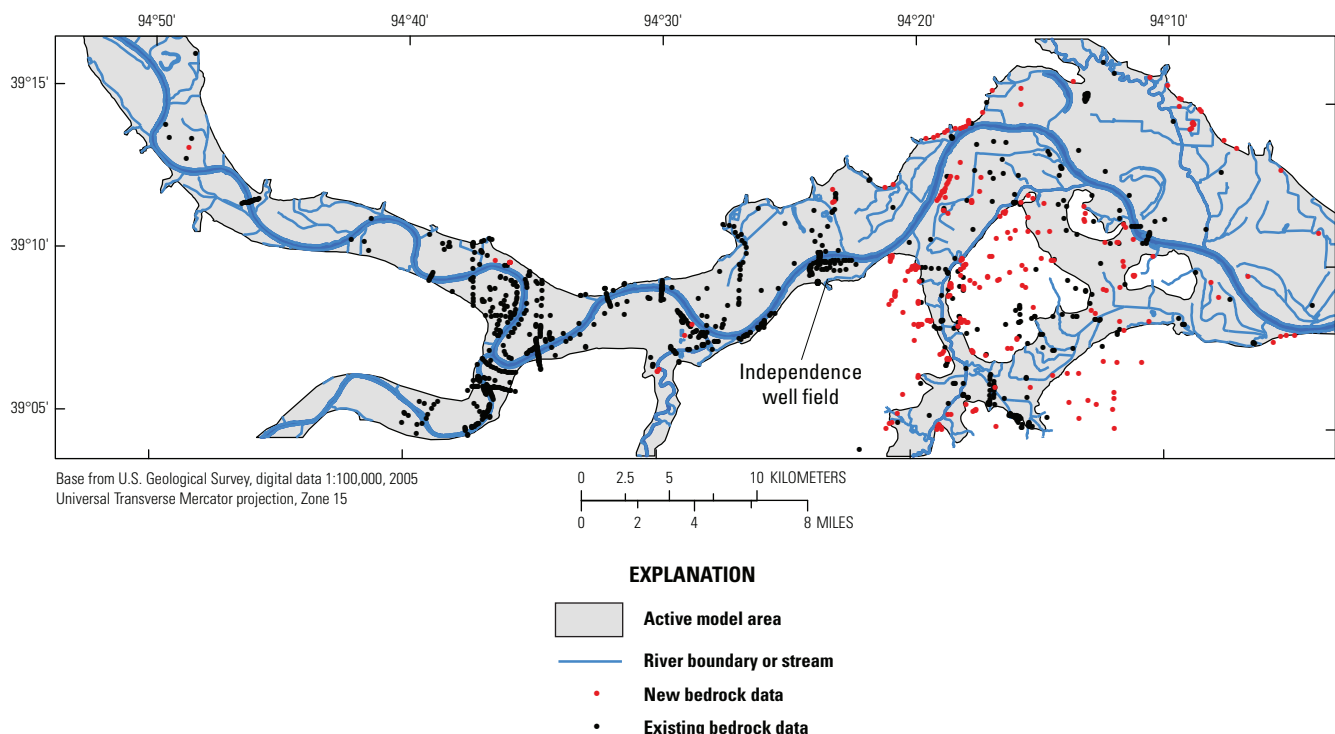 94°50' 94°40' 94°30' 94°20' 94°10'
39°15'
39°10'
39°05'
Independence
well field
Base from U.S. Geological Survey, digital data 1:100,000, 2005
Universal Transverse Mercator projection, Zone 15
0 2.5 5 10 KILOMETERS
0 2 4 8 MILES
EXPLANATION
Active model area
River boundary or stream
New bedrock data
Existing bedrock data